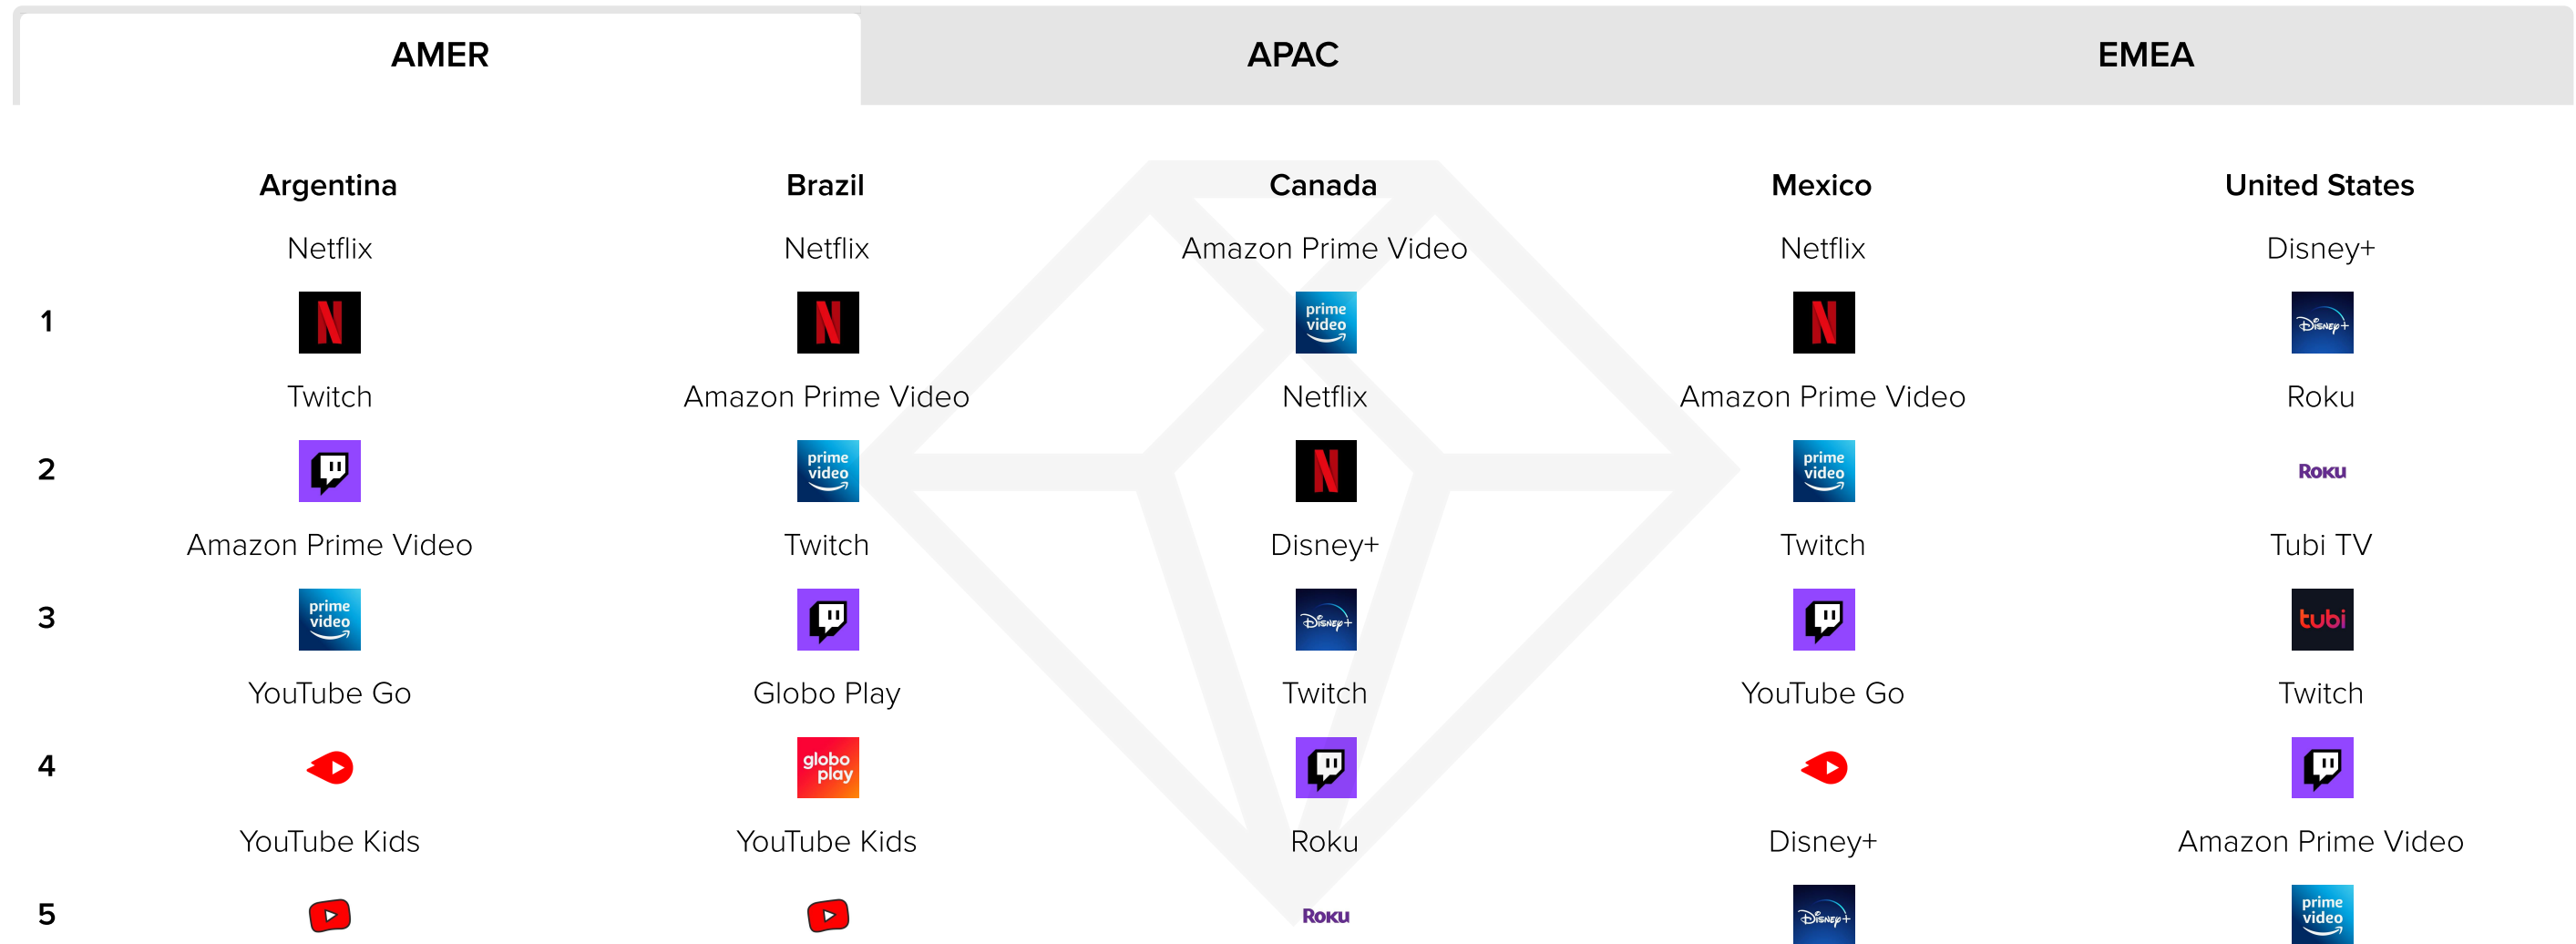 AMER APAC EMEA
Argentina Brazil Canada Mexico United States
Netflix Netflix Amazon Prime Video Netflix Disney+
1 N N prime video N Disney+
Twitch Amazon Prime Video Netflix Amazon Prime Video Roku
2 prime video N prime video Roku
Amazon Prime Video Twitch Disney+ Twitch Tubi TV
3 prime video Disney+ tubi
YouTube Go Globo Play Twitch YouTube Go Twitch
4 globo play
YouTube Kids YouTube Kids Roku Disney+ Amazon Prime Video
5 Roku Disney+ prime video